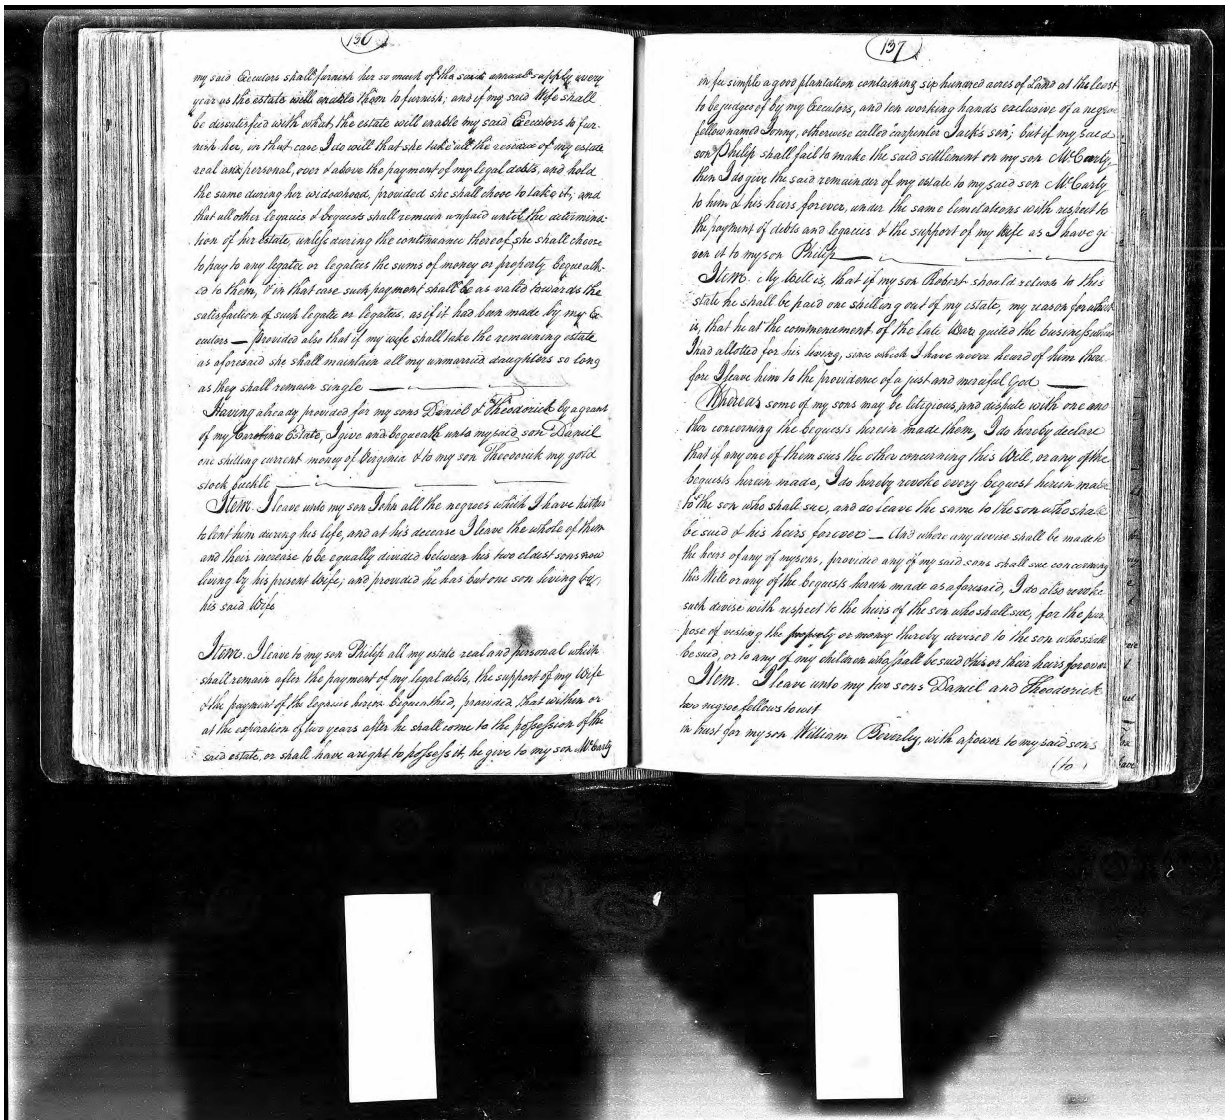 136
my said Executors shall furnish her so much of the said annual supply every
year as the estate will enable them to furnish; and if my said Wife shall
be dissatisfied with what the estate will enable my said Executors to fur-
nish her, in that case I do will that she take all the residue of my estate
real and personal, over & above the payment of my legal debts, and hold
the same during her widowhood, provided she shall choose to take it; and
that all other legacies & bequests shall remain unpaid until the determina-
tion of her estate, unless during the continuance thereof she shall choose
to pay to any legatee or legatees the sums of money or property bequeath-
ed to them, & in that case such payment shall be as valid towards the
satisfaction of such legate or legatees. as if it had been made by my Ex-
ecutors — provided also that if my wife shall take the remaining estate
as aforesaid she shall maintain all my unmarried daughters so long
as they shall remain single
Having already provided for my sons Daniel & Theodorick by a grant
of my Carolina Estate, I give and bequeath unto my said son Daniel
one shilling current money of Virginia & to my son Theodorick my gold
stock buckle
Item. I leave unto my son John all the negroes which I have hither
to lent him during his life, and at his decease I leave the whole of them
and their increase to be equally divided between his two eldest sons now
living by his present Wife; and provided he has but one son living by
his said Wife
Item. I leave to my son Philip all my estate real and personal which
shall remain after the payment of my legal debts, the support of my Wife
& the payment of the legacies herein bequeathed, provided, that within or
at the expiration of two years after he shall come to the possession of the
said estate, or shall have a right to possess it, he give to my son McCarty
137
in fee simple a good plantation containing six hundred acres of Land at the least
to be judged of by my Executors, and ten working hands exclusive of a negroe
fellow named Jonny, otherwise called carpenter Jacks son; but if my said
son Philip shall fail to make the said settlement on my son McCarty
then I do give the said remainder of my estate to my said son McCarty
to him & his heirs forever, under the same limitations with respect to
the payment of debts and legacies & the support of my Wife as I have gi-
ven it to my son Philip
Item. My Will is, that if my son Robert should return to this
state he shall be paid one shilling out of my estate, my reason for which
is, that he at the commencement of the late War quited the business which
I had allotted for his living, since which I have never heard of him there
fore I leave him to the providence of a just and merciful God
Whereas some of my sons may be litigious, and dispute with one ano
ther concerning the bequests herein made them, I do hereby declare
that if any one of them sues the other concerning this Will, or any of the
bequests herein made, I do hereby revoke every bequest herein made
to the son who shall sue, and do leave the same to the son who shall
be sued & his heirs forever — And where any devise shall be made to
the heirs of any of my sons, provided any of my said sons shall sue concerning
this Will or any of the bequests herein made as aforesaid, I do also revoke
such devise with respect to the heirs of the son who shall sue, for the pur
pose of vesting the property or money thereby devised to the son who shall
be sued, or to any of my children who shall be sued & his or their heirs forever
Item. I leave unto my two sons Daniel and Theodorick
two negroe fellows to wit
in trust for my son William Beverley, with a power to my said sons
(to